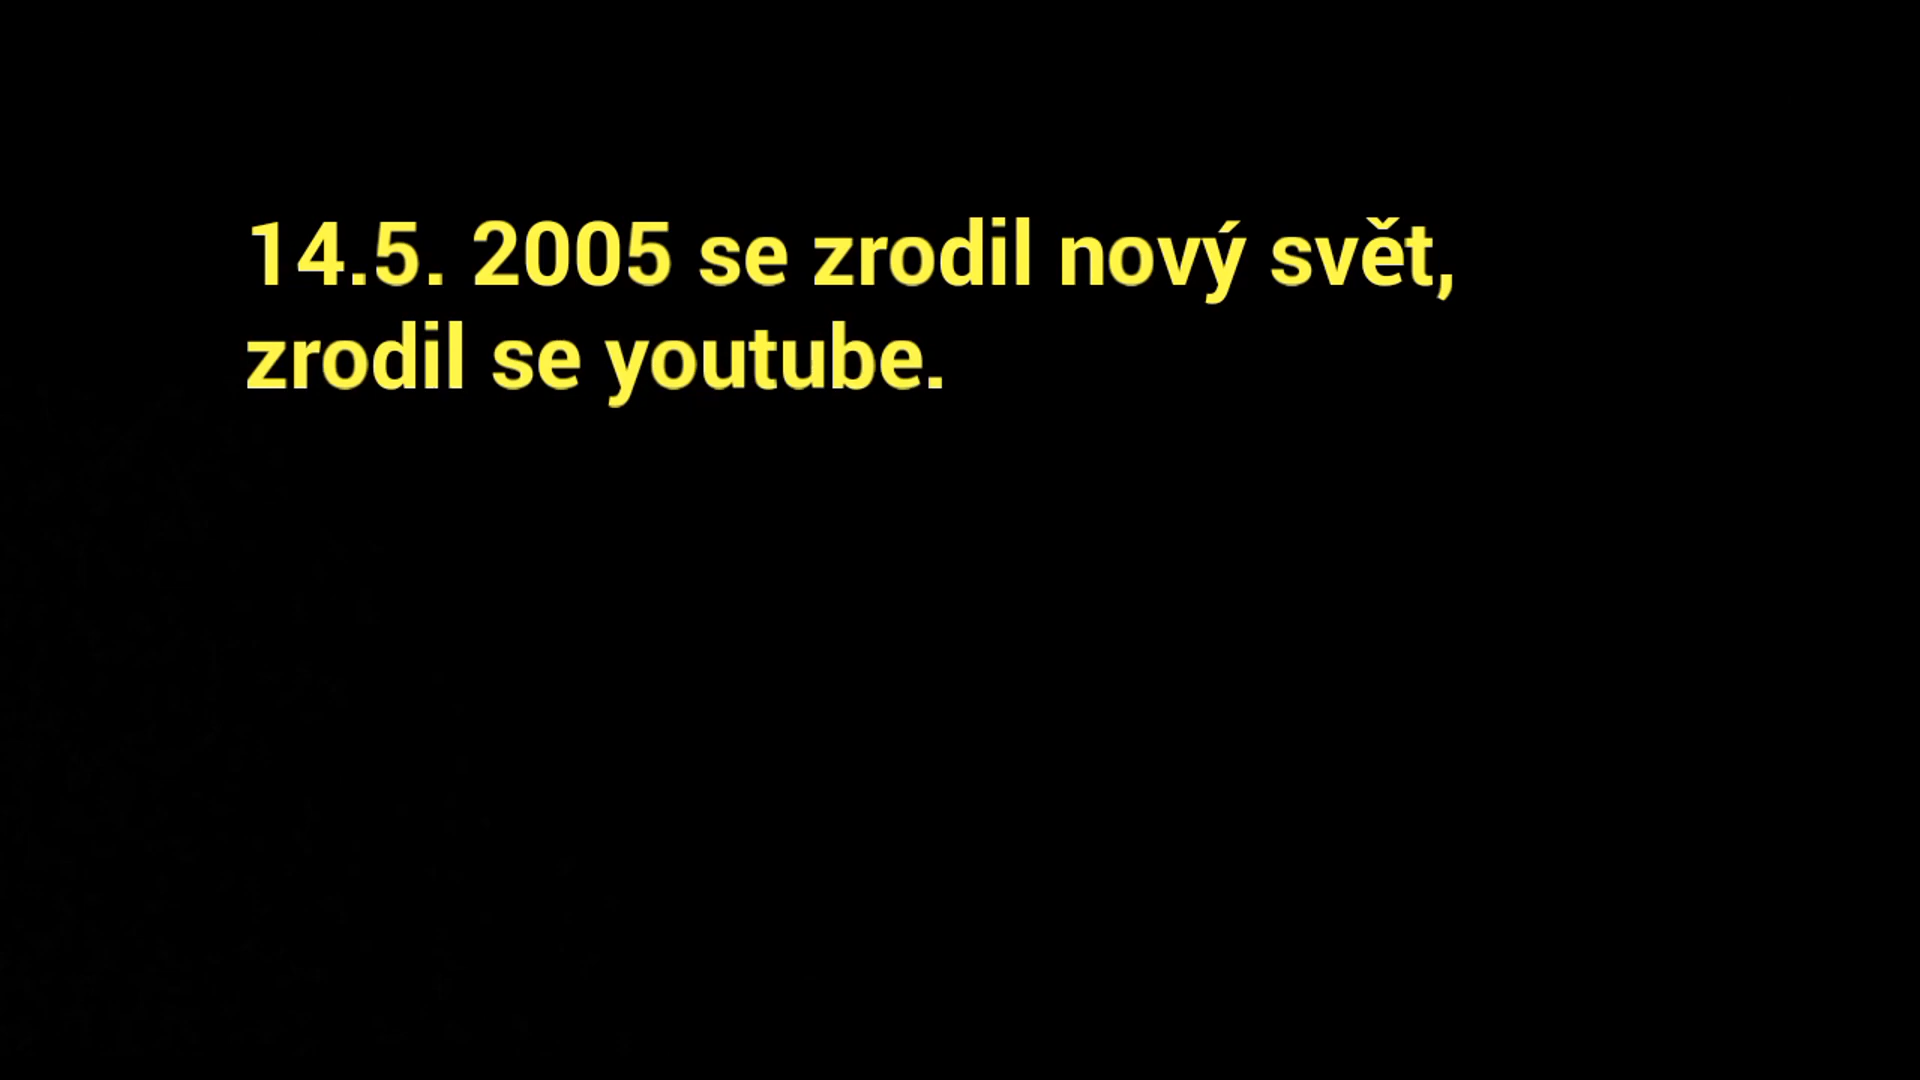 14.5. 2005 se zrodil nový svět,
zrodil se youtube.